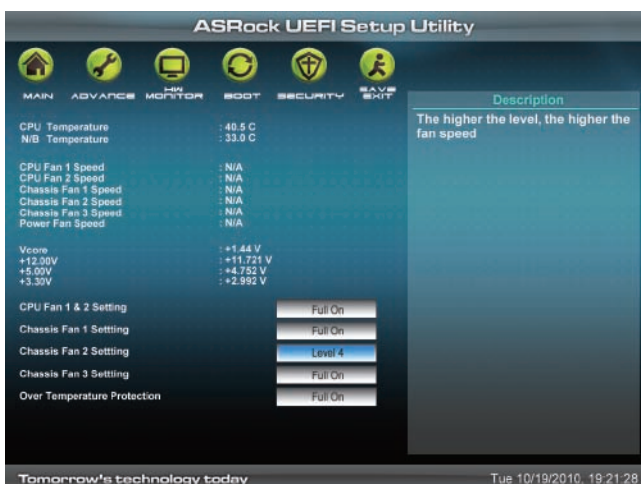 ASRock UEFI Setup Utility
MAIN ADVANCE HW MONITOR BOOT SECURITY SAVE EXIT
Description
The higher the level, the higher the
fan speed
CPU Temperature : 40.5 C
N/B Temperature : 33.0 C
CPU Fan 1 Speed : N/A
CPU Fan 2 Speed : N/A
Chassis Fan 1 Speed : N/A
Chassis Fan 2 Speed : N/A
Chassis Fan 3 Speed : N/A
Power Fan Speed : N/A
Vcore : +1.44 V
+12.00V : +11.721 V
+5.00V : +4.752 V
+3.30V : +2.992 V
CPU Fan 1 & 2 Setting Full On
Chassis Fan 1 Settting Full On
Chassis Fan 2 Settting Level 4
Chassis Fan 3 Settting Full On
Over Temperature Protection Full On
Tomorrow's technology today Tue 10/19/2010, 19:21:28